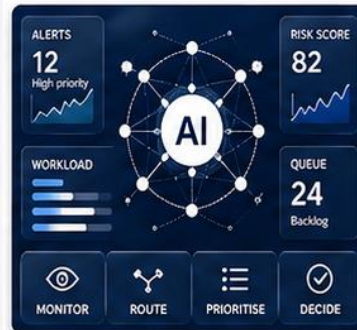 ALERTS
12
High priority
RISK SCORE
82
AI
WORKLOAD
QUEUE
24
Backlog
MONITOR
ROUTE
PRIORITISE
DECIDE